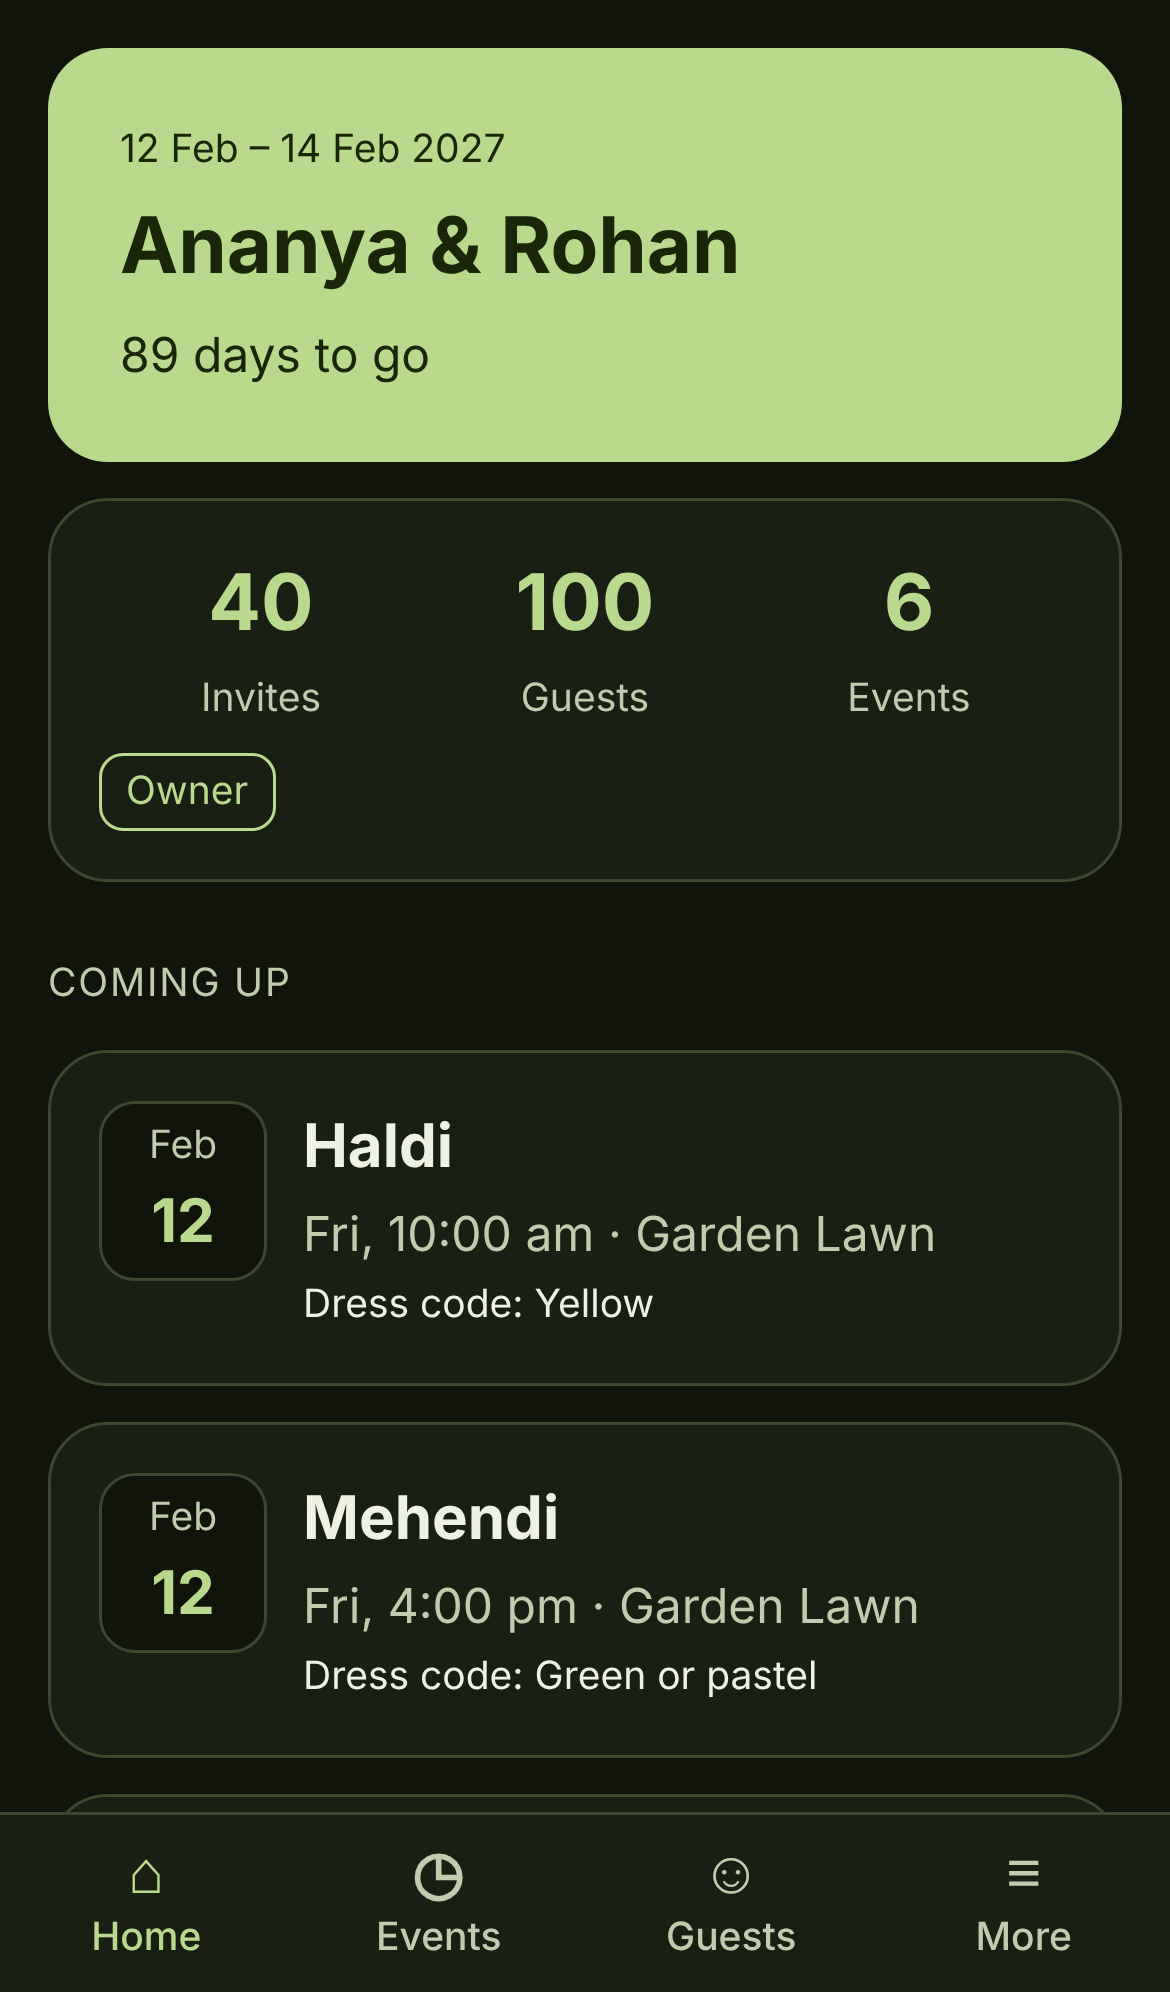 12 Feb – 14 Feb 2027
Ananya & Rohan
89 days to go
40
Invites
100
Guests
6
Events
Owner
COMING UP
Feb
12
Haldi
Fri, 10:00 am · Garden Lawn
Dress code: Yellow
Feb
12
Mehendi
Fri, 4:00 pm · Garden Lawn
Dress code: Green or pastel
Home
Events
Guests
More